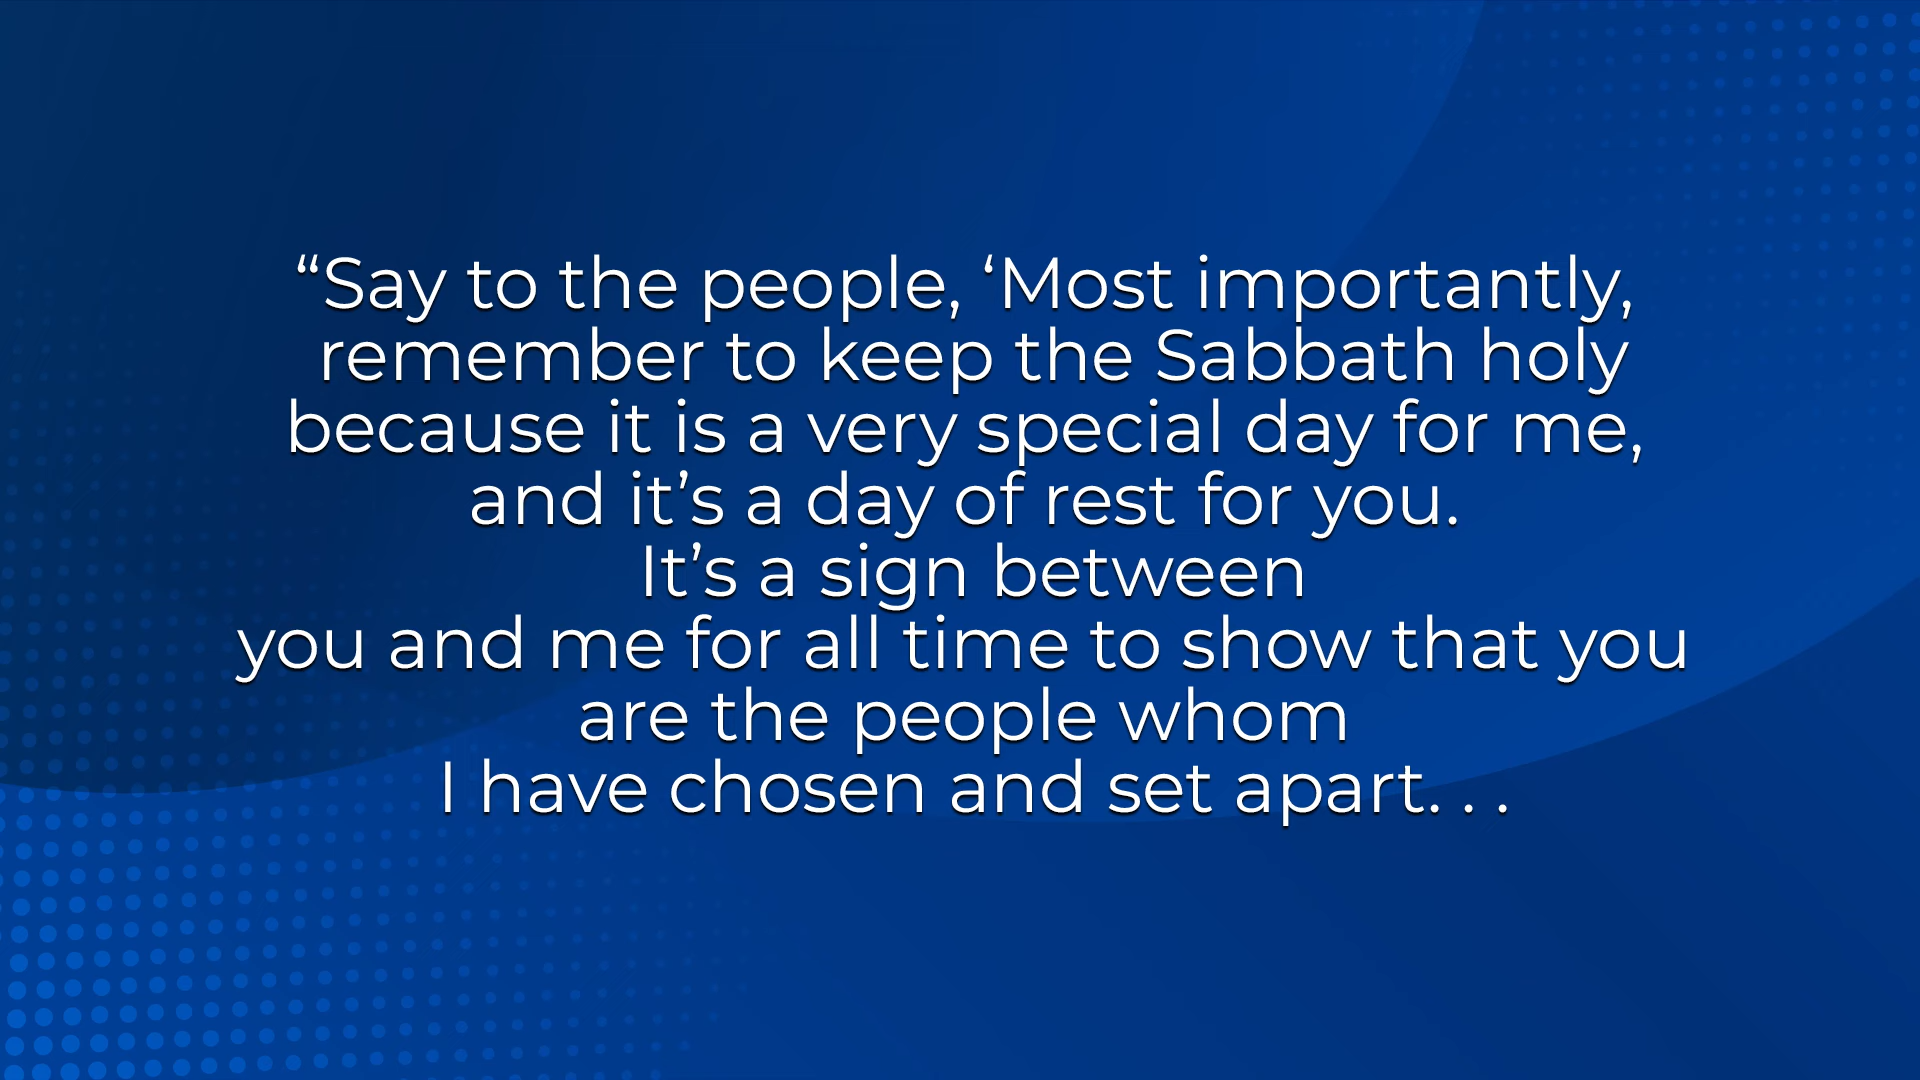 “Say to the people, ‘Most importantly,
remember to keep the Sabbath holy
because it is a very special day for me,
and it’s a day of rest for you.
It’s a sign between
you and me for all time to show that you
are the people whom
I have chosen and set apart. . .